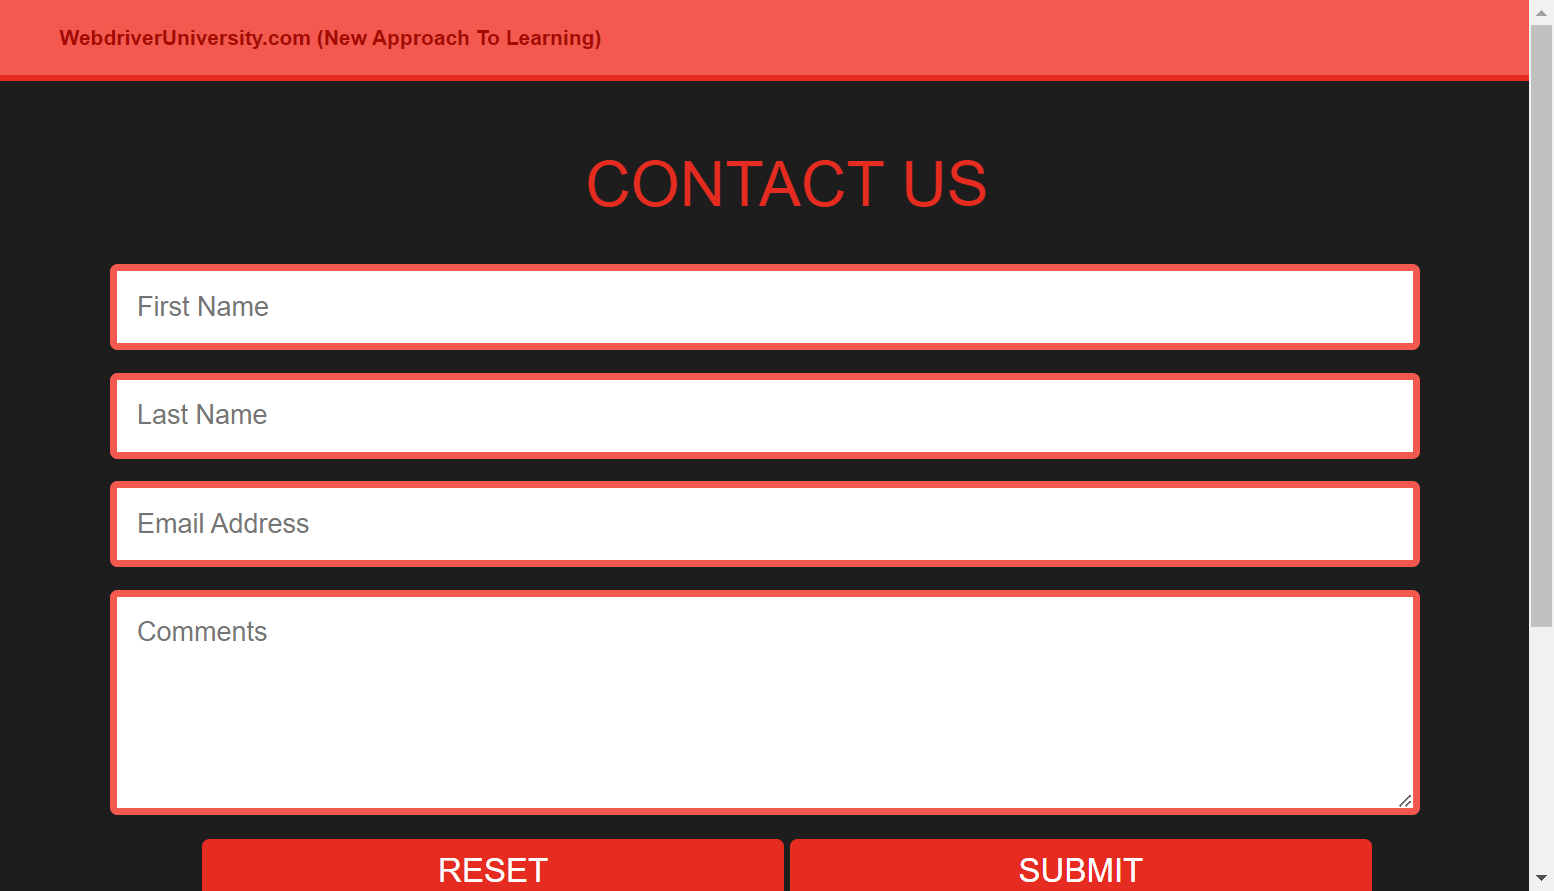 WebdriverUniversity.com (New Approach To Learning)
CONTACT US
First Name
Last Name
Email Address
Comments
RESET SUBMIT